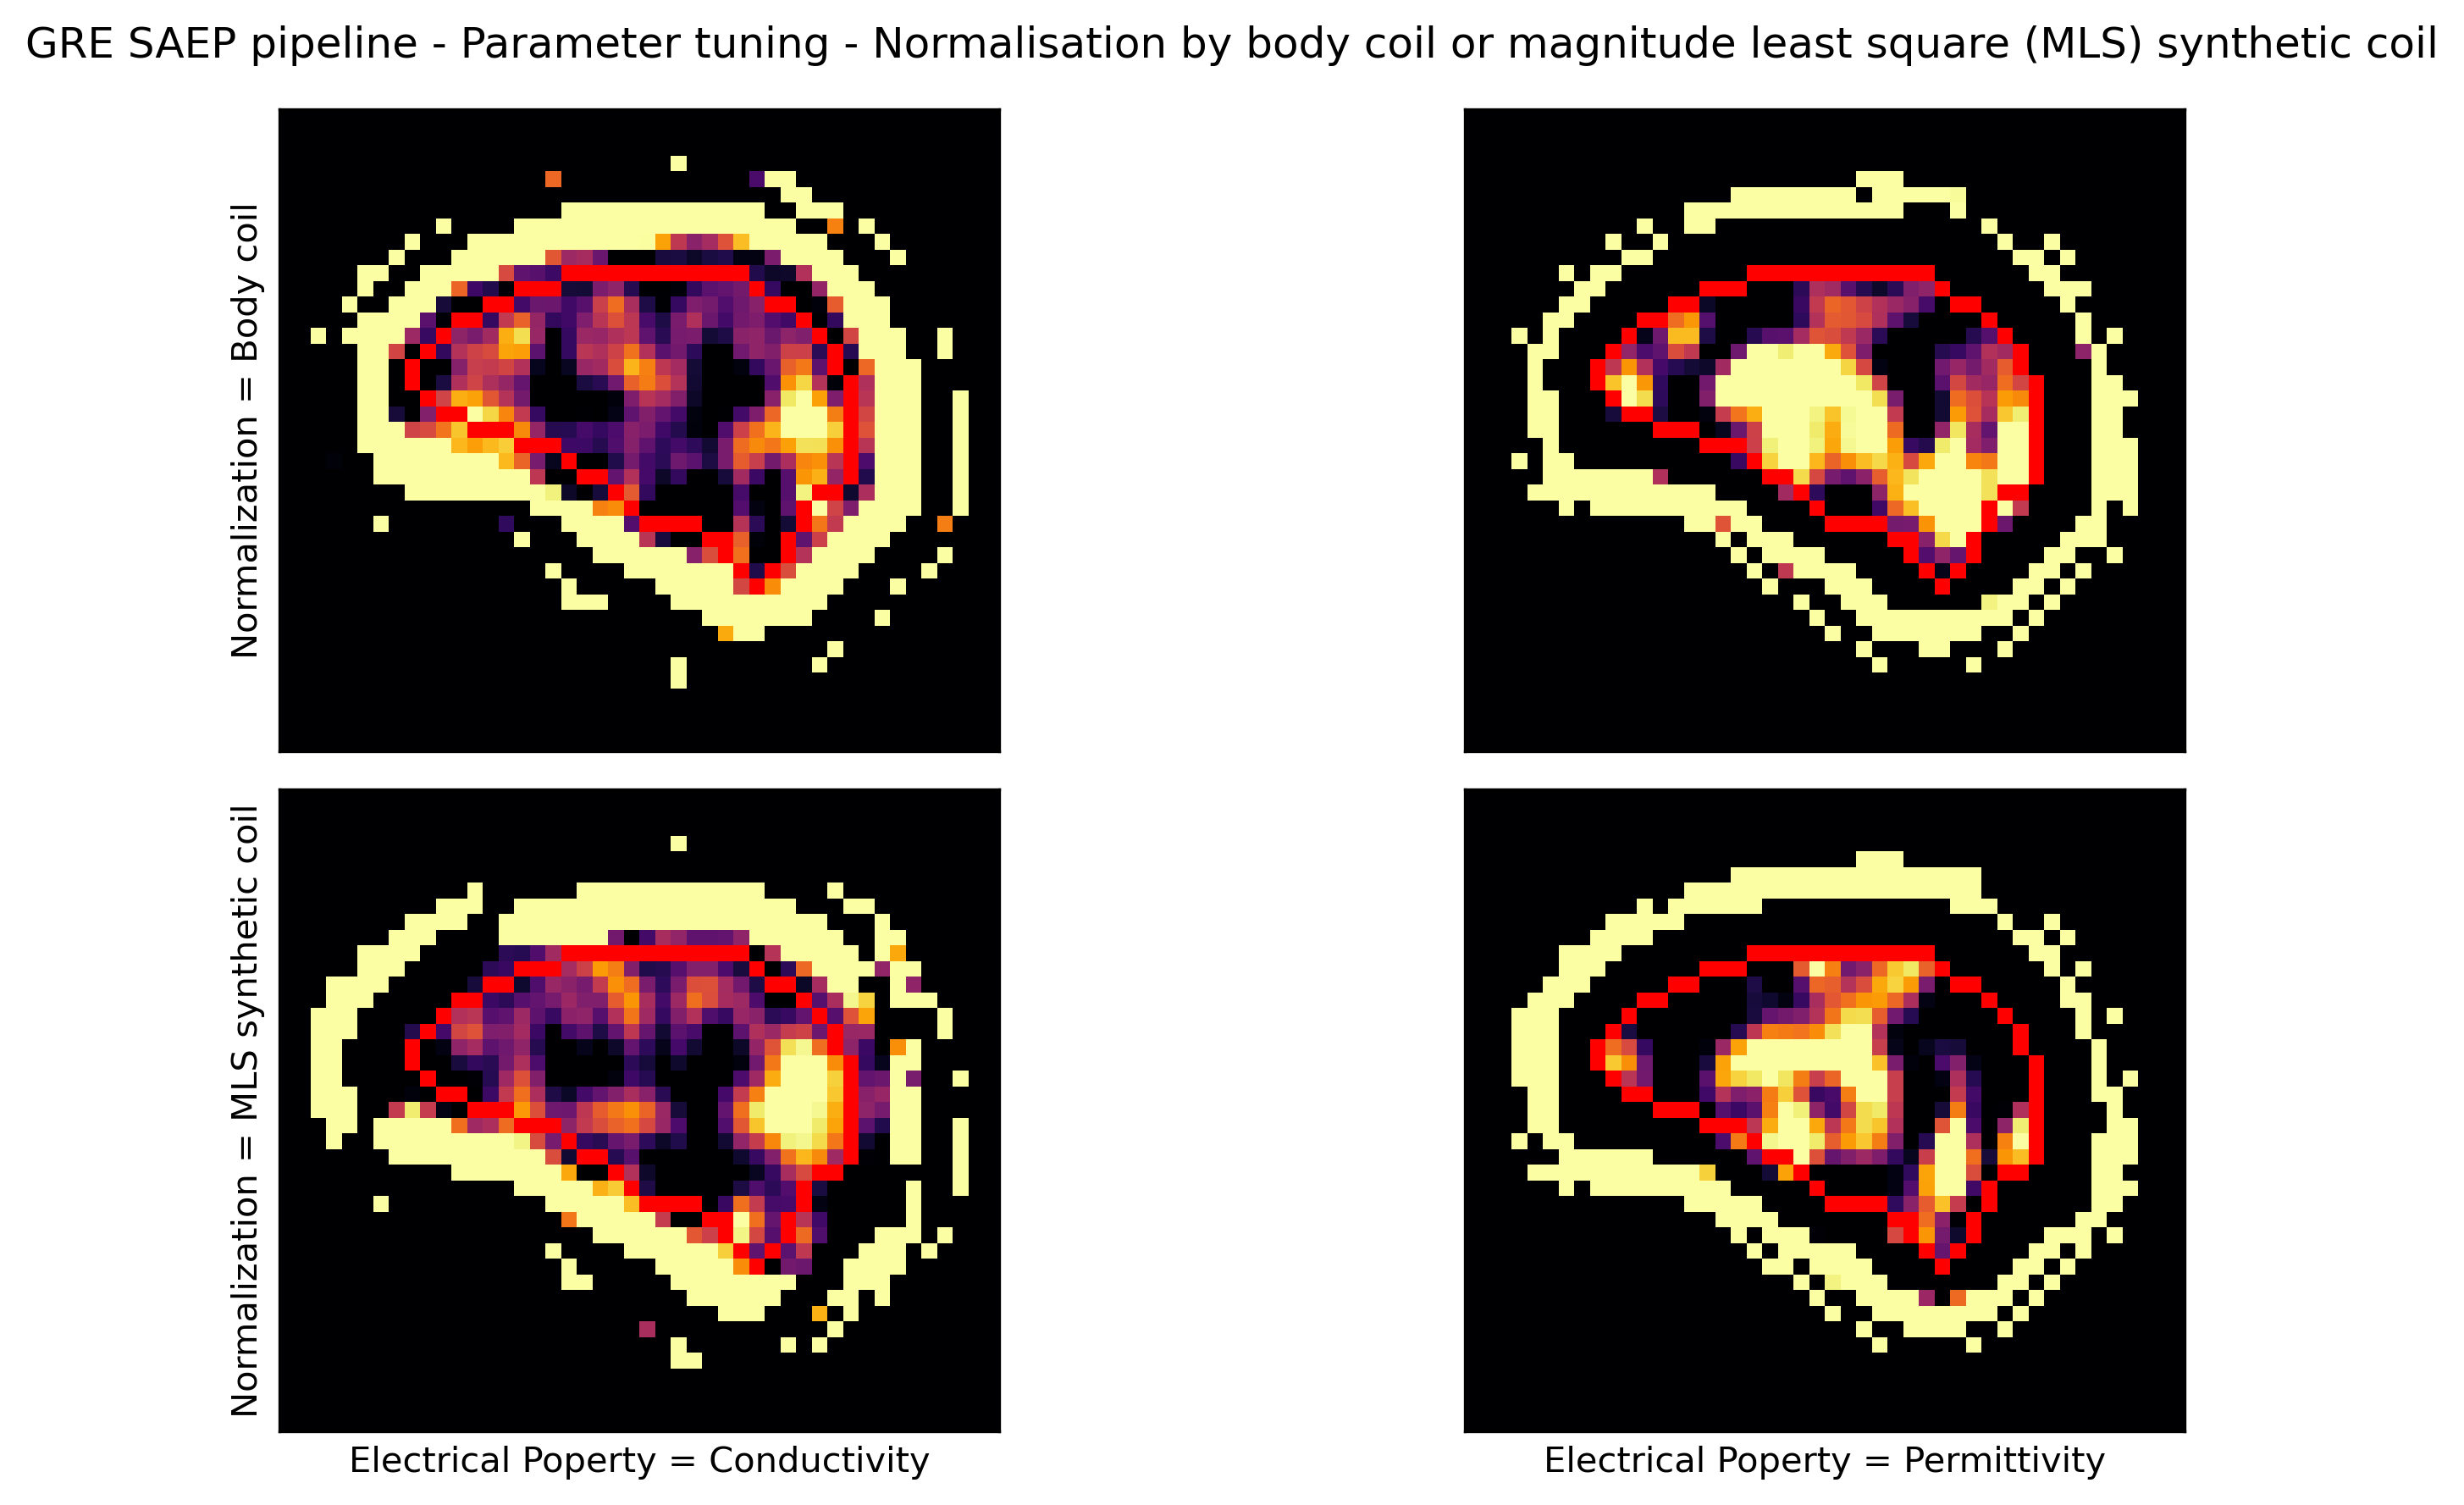 GRE SAEP pipeline - Parameter tuning - Normalisation by body coil or magnitude least square (MLS) synthetic coil
Normalization = Body coil
Normalization = MLS synthetic coil
Electrical Poperty = Conductivity
Electrical Poperty = Permittivity